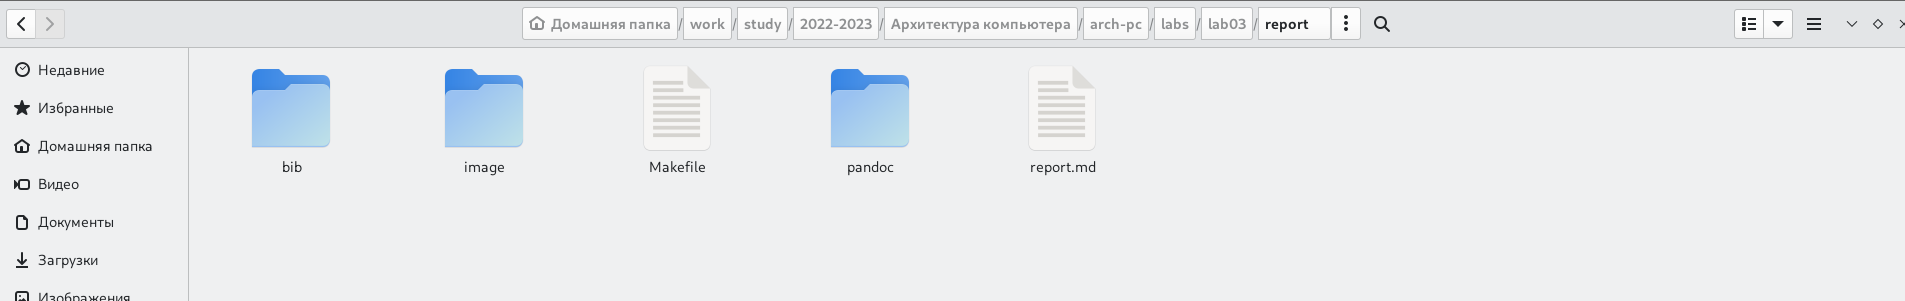 Домашняя папка / work / study / 2022-2023 / Архитектура компьютера / arch-pc / labs / lab03 / report
Недавние
Избранные
Домашняя папка
Видео
Документы
Загрузки
Изображения
bib
image
Makefile
pandoc
report.md